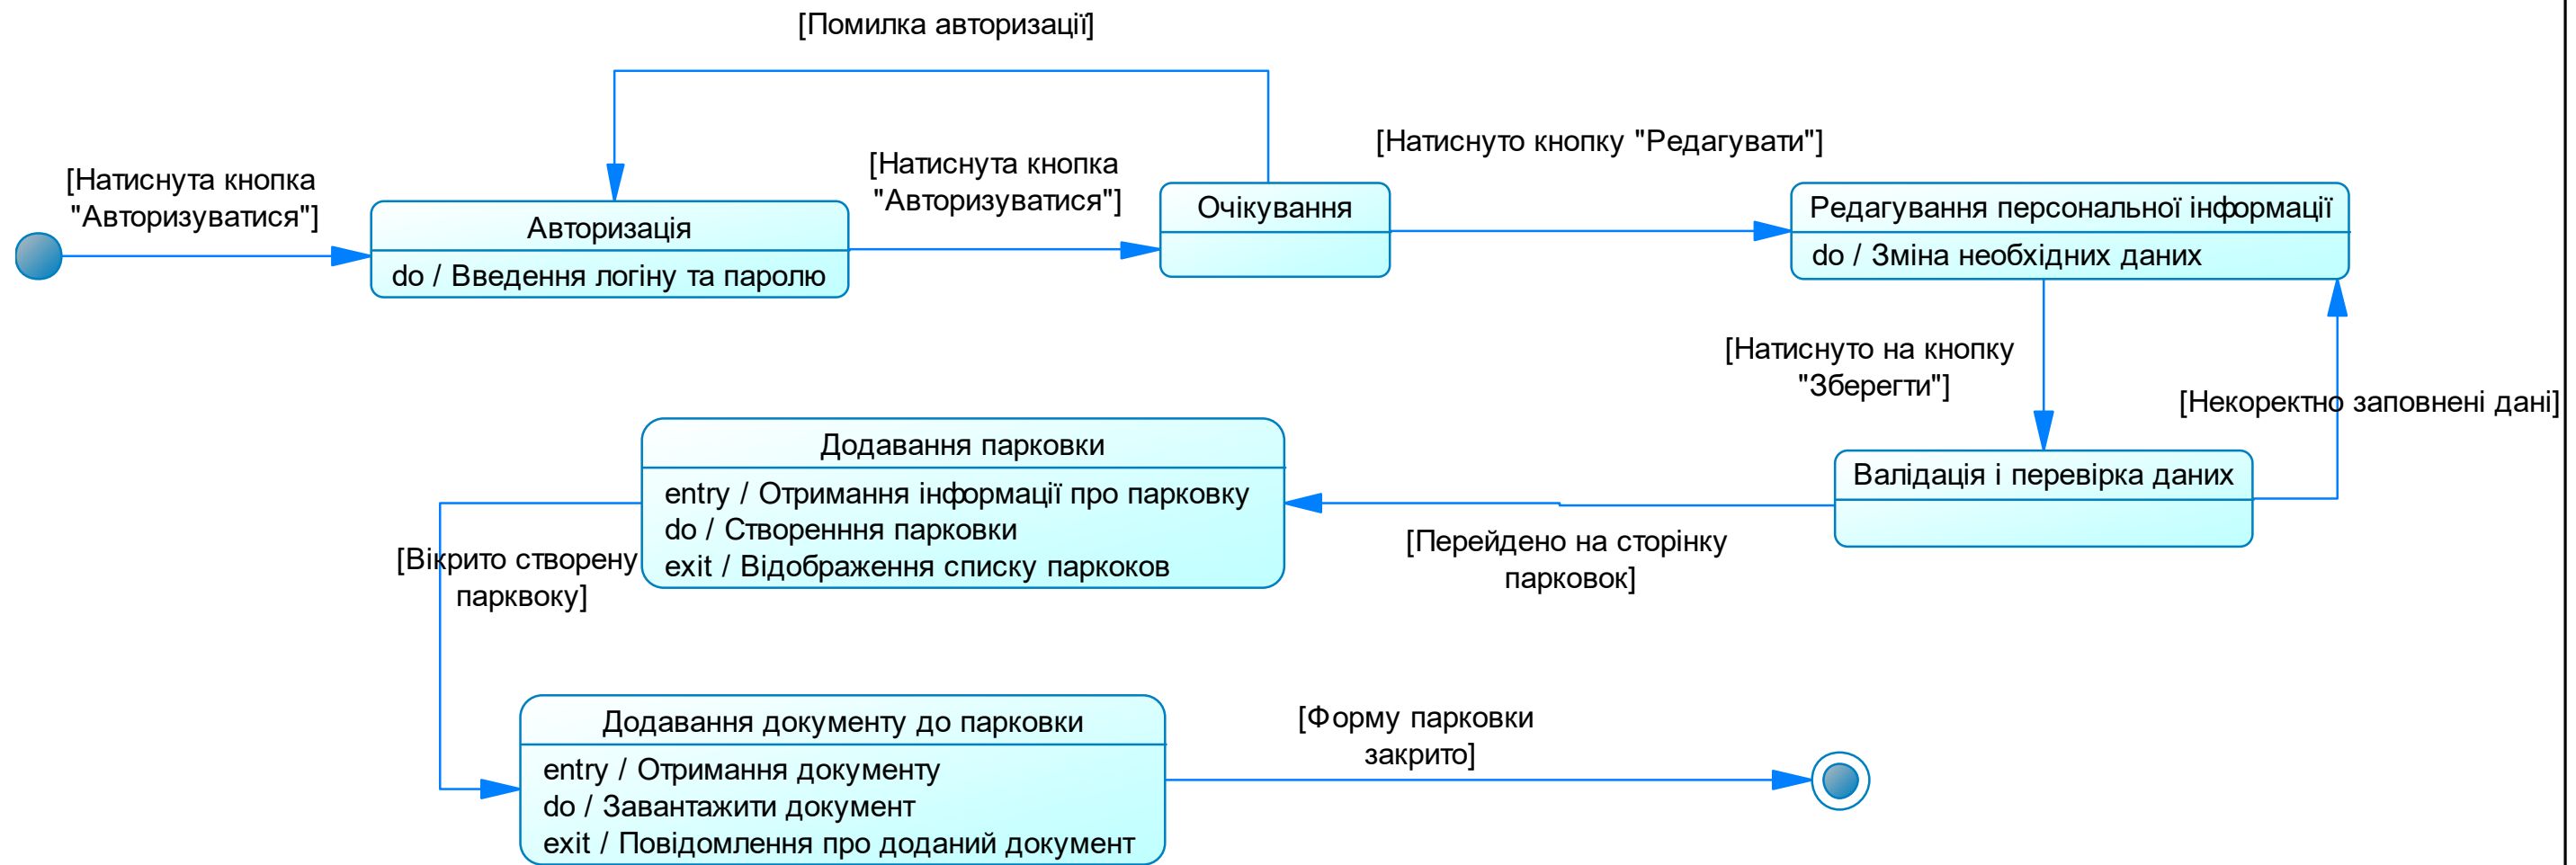 [Помилка авторизації]
[Натиснута кнопка
"Авторизуватися"]
Авторизація
do / Введення логіну та паролю
[Натиснута кнопка
"Авторизуватися"]
Очікування
[Натиснуто кнопку "Редагувати"]
Редагування персональної інформації
do / Зміна необхідних даних
[Натиснуто на кнопку
"Зберегти"]
[Некоректно заповнені дані]
Валідація і перевірка даних
[Перейдено на сторінку
парковок]
Додавання парковки
entry / Отримання інформації про парковку
do / Створенння парковки
exit / Відображення списку паркоков
[Вікрито створену
парквоку]
Додавання документу до парковки
entry / Отримання документу
do / Завантажити документ
exit / Повідомлення про доданий документ
[Форму парковки
закрито]